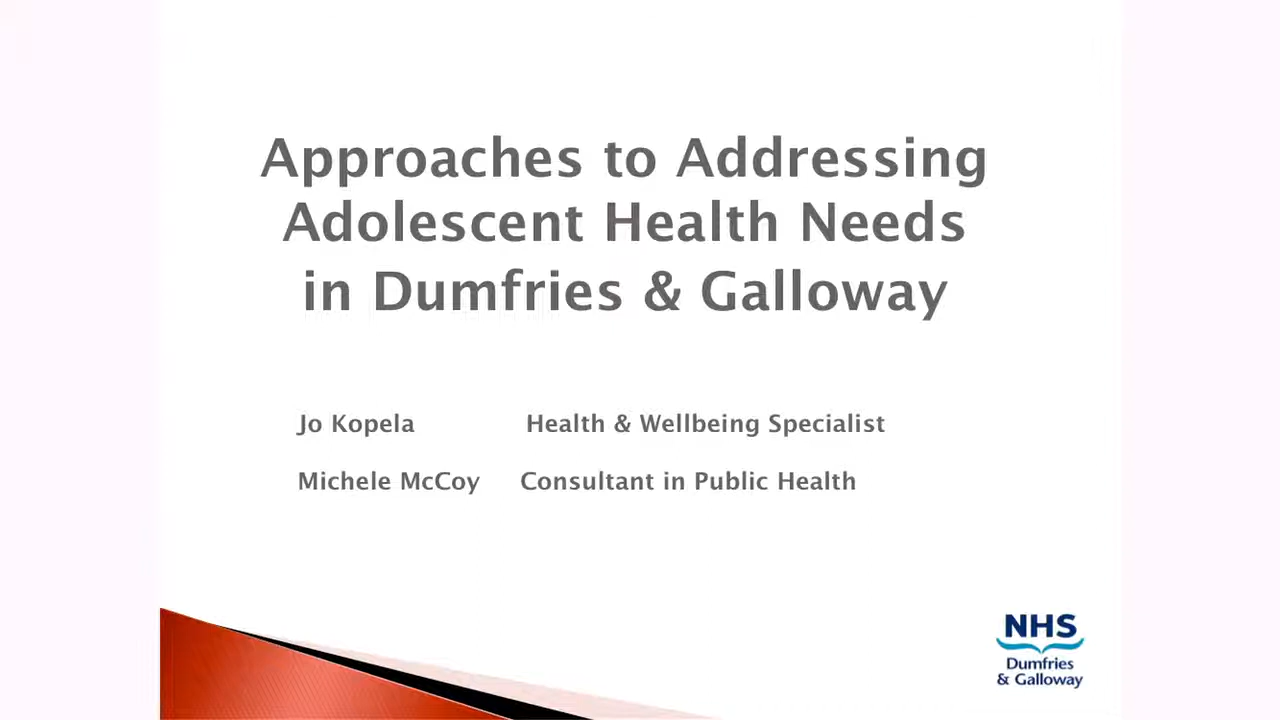 Approaches to Addressing
Adolescent Health Needs
in Dumfries & Galloway
Jo Kopela Health & Wellbeing Specialist
Michele McCoy Consultant in Public Health
NHS
Dumfries
& Galloway